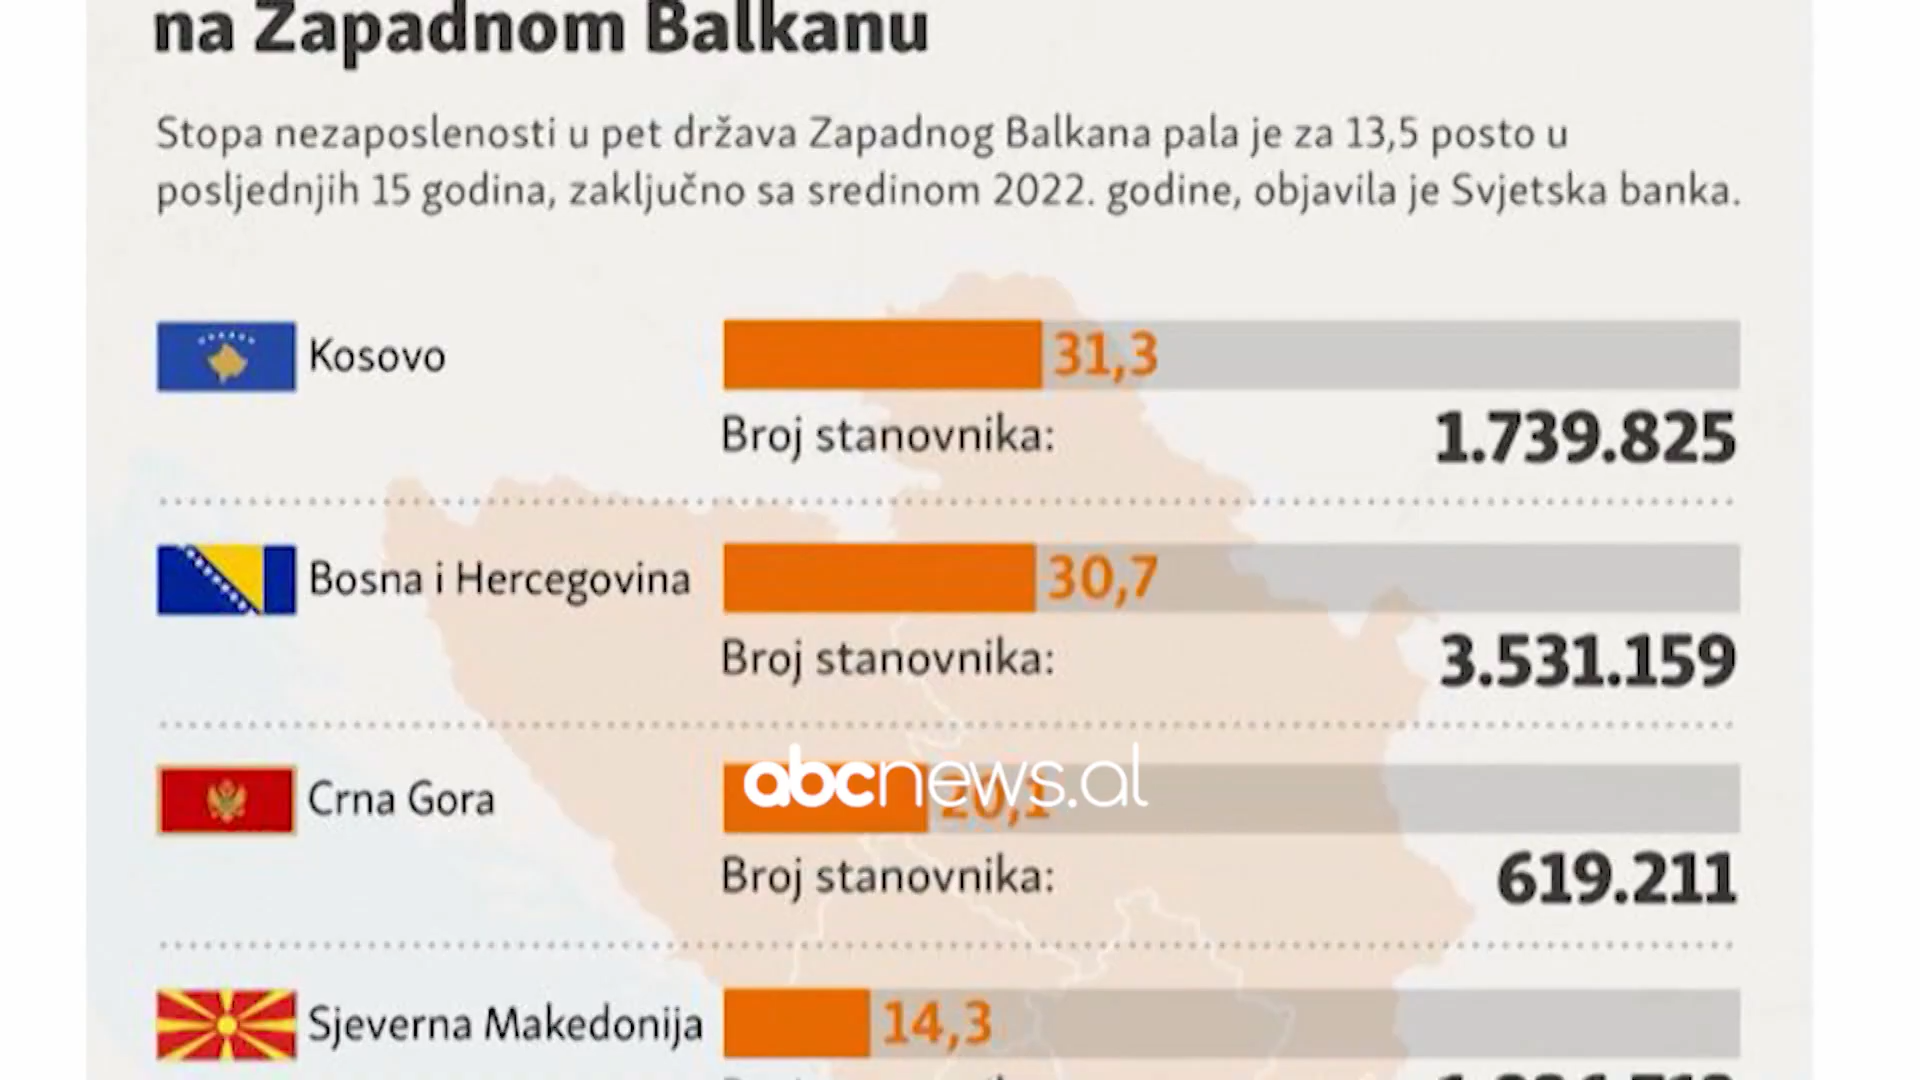 na Zapadnom Balkanu
Stopa nezaposlenosti u pet država Zapadnog Balkana pala je za 13,5 posto u
posljednjih 15 godina, zaključno sa sredinom 2022. godine, objavila je Svjetska banka.
Kosovo 31,3
Broj stanovnika: 1.739.825
Bosna i Hercegovina 30,7
Broj stanovnika: 3.531.159
abcnews.al
Crna Gora 20,1
Broj stanovnika: 619.211
Sjeverna Makedonija 14,3